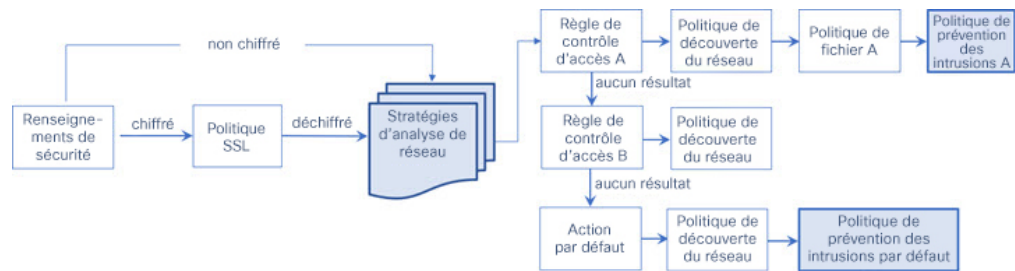 non chiffré
Renseigne-
ments de
sécurité
chiffré
Politique
SSL
déchiffré
Stratégies
d'analyse de
réseau
Règle de
contrôle
d'accès A
Politique de
découverte
du réseau
Politique de
fichier A
Politique de
prévention
des
intrusions A
aucun résultat
Règle de
contrôle
d'accès B
Politique de
découverte
du réseau
aucun résultat
Action
par défaut
Politique de
découverte
du réseau
Politique de
prévention des
intrusions par défaut